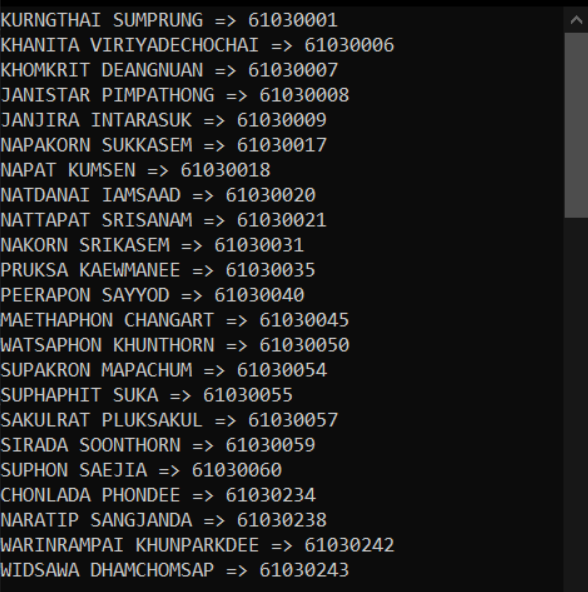 KURNGTHAI SUMPRUNG => 61030001
KHANITA VIRIYADECHOCHAI => 61030006
KHOMKRIT DEANGNUAN => 61030007
JANISTAR PIMPATHONG => 61030008
JANJIRA INTARASUK => 61030009
NAPAKORN SUKKASEM => 61030017
NAPAT KUMSEN => 61030018
NATDANAI IAMSAAD => 61030020
NATTAPAT SRISANAM => 61030021
NAKORN SRIKASEM => 61030031
PRUKSA KAEWMANEE => 61030035
PEERAPON SAYYOD => 61030040
MAETHAPHON CHANGART => 61030045
WATSAPHON KHUNTHORN => 61030050
SUPAKRON MAPACHUM => 61030054
SUPHAPHIT SUKA => 61030055
SAKULRAT PLUKSAKUL => 61030057
SIRADA SOONTHORN => 61030059
SUPHON SAEJIA => 61030060
CHONLADA PHONDEE => 61030234
NARATIP SANGJANDA => 61030238
WARINRAMPAI KHUNPARKDEE => 61030242
WIDSAWA DHAMCHOMSAP => 61030243